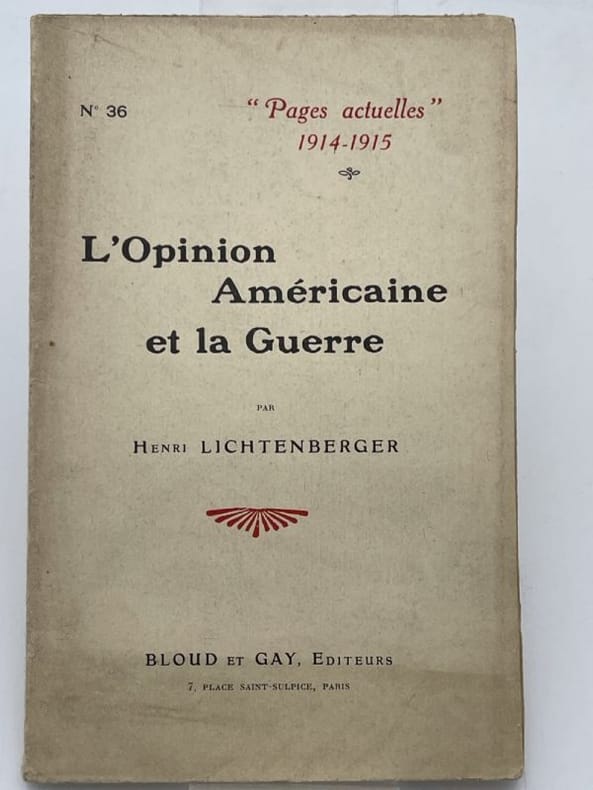 N° 36
“Pages actuelles”
1914-1915
L'Opinion
Américaine
et la Guerre
PAR
HENRI LICHTENBERGER
BLOUD ET GAY, EDITEURS
7, PLACE SAINT-SULPICE, PARIS